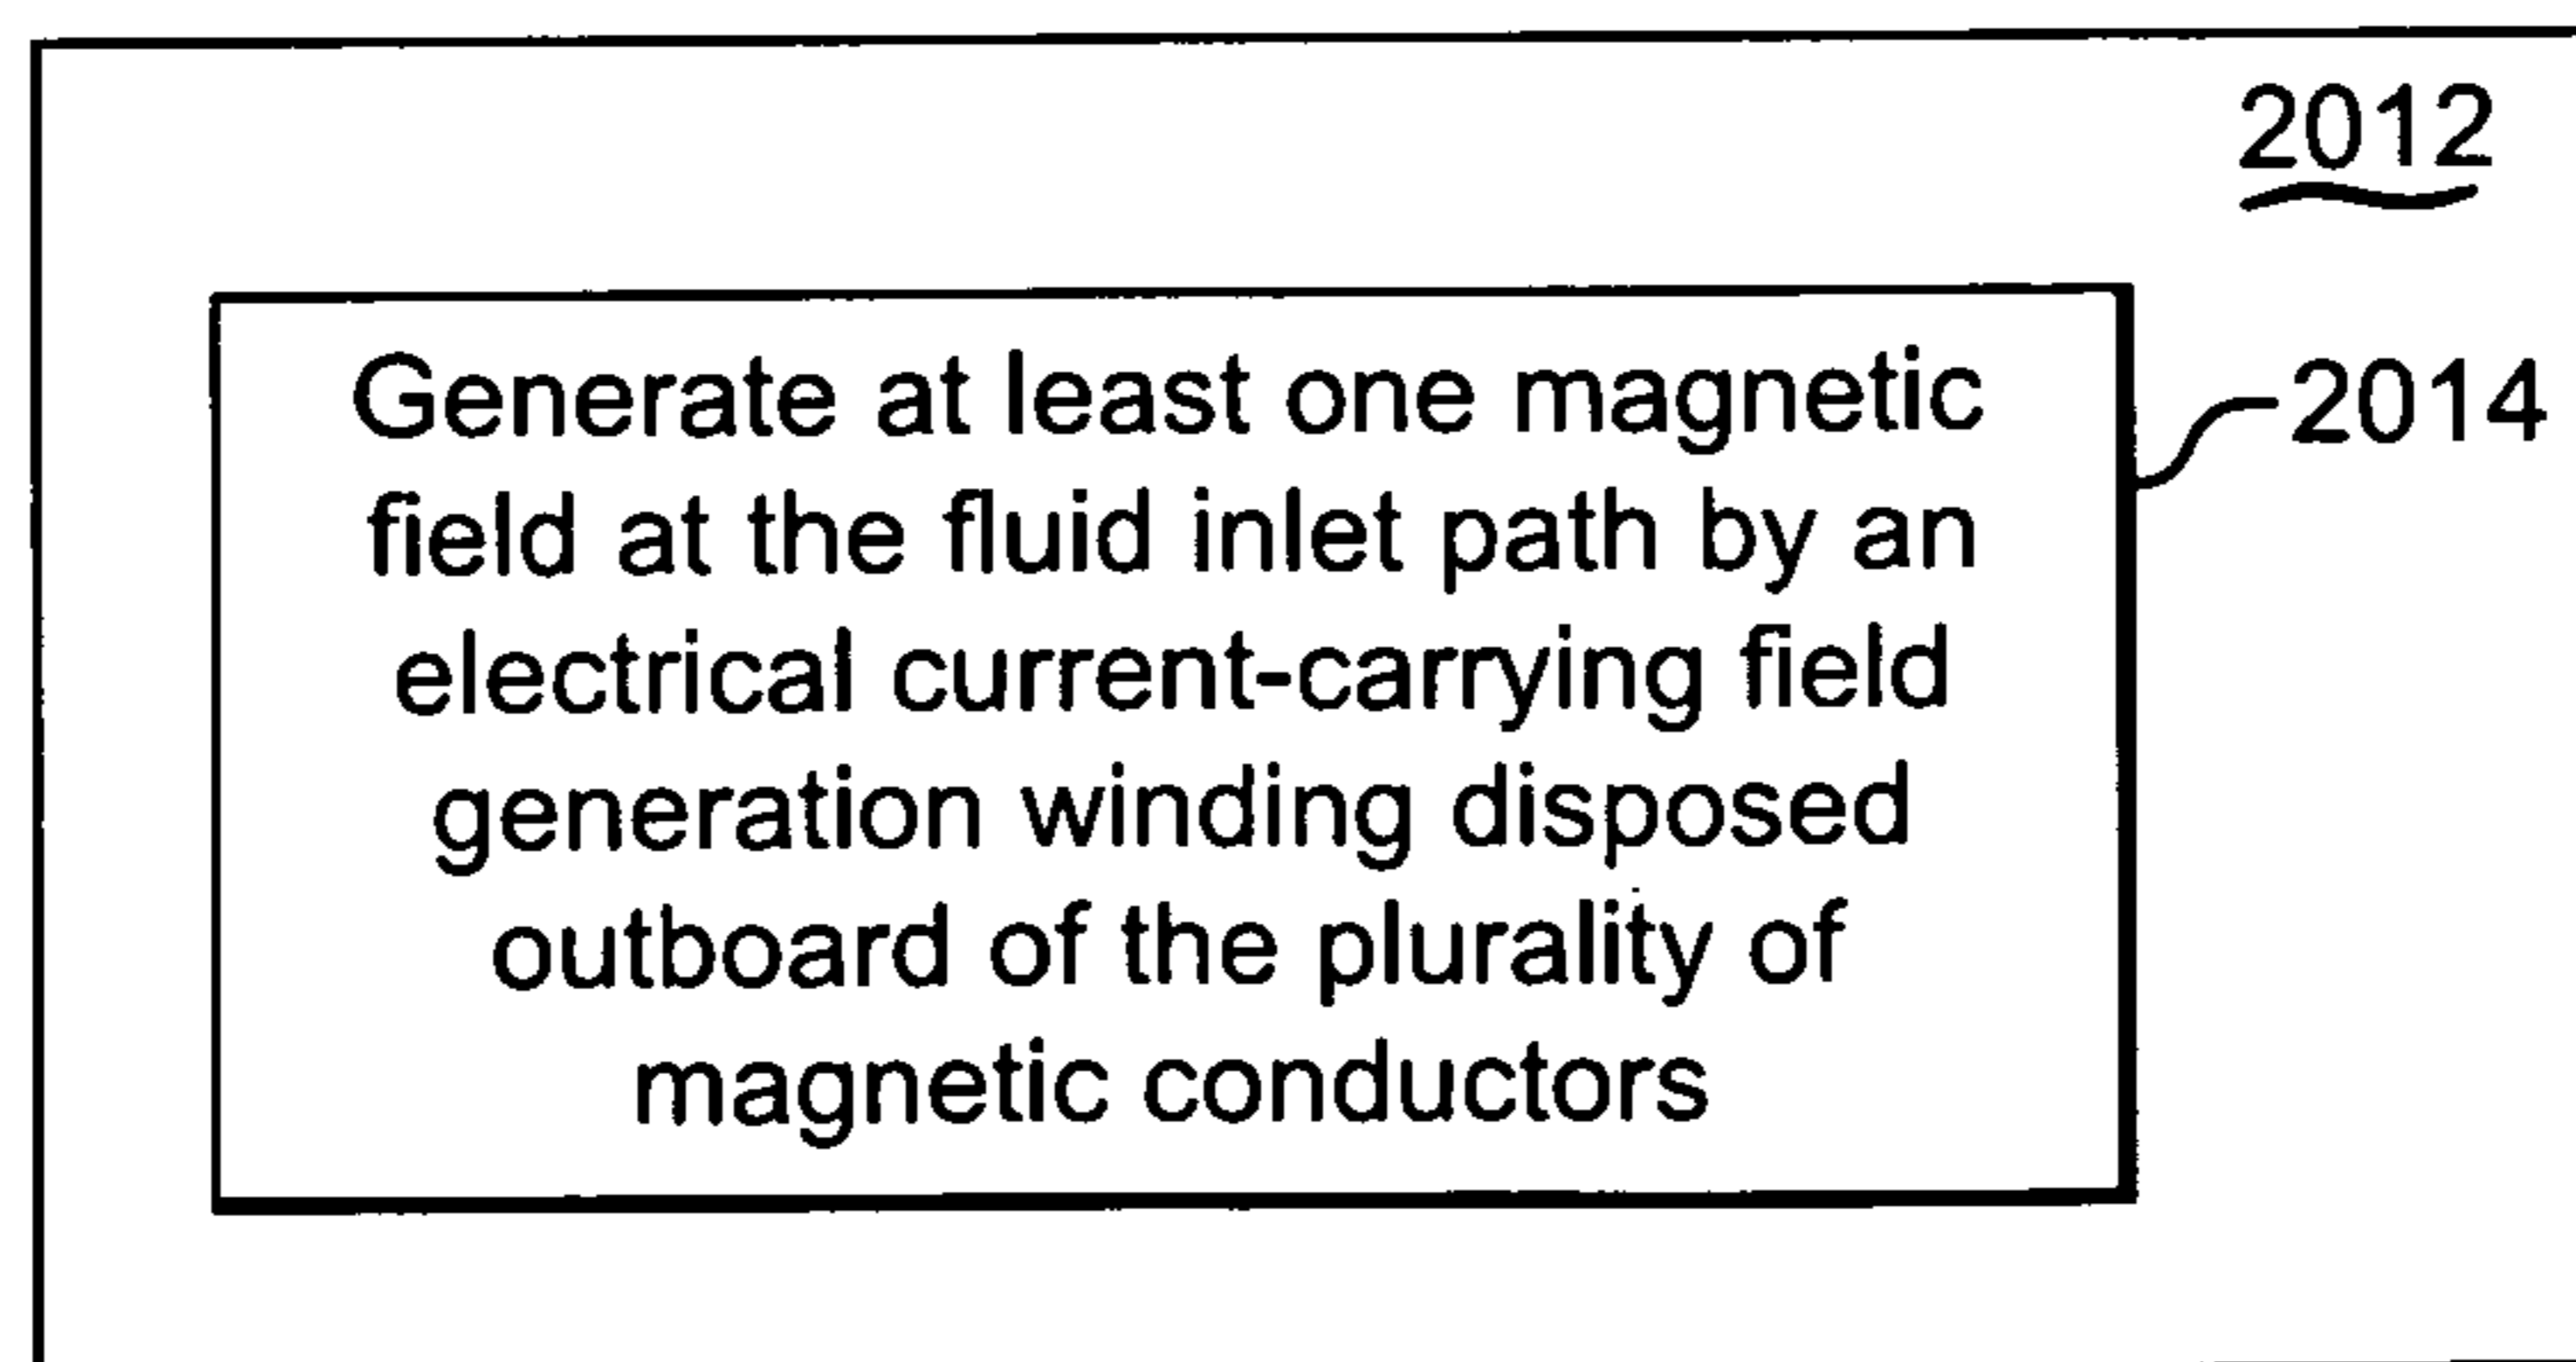 2012
Generate at least one magnetic
field at the fluid inlet path by an
electrical current-carrying field
generation winding disposed
outboard of the plurality of
magnetic conductors
2014